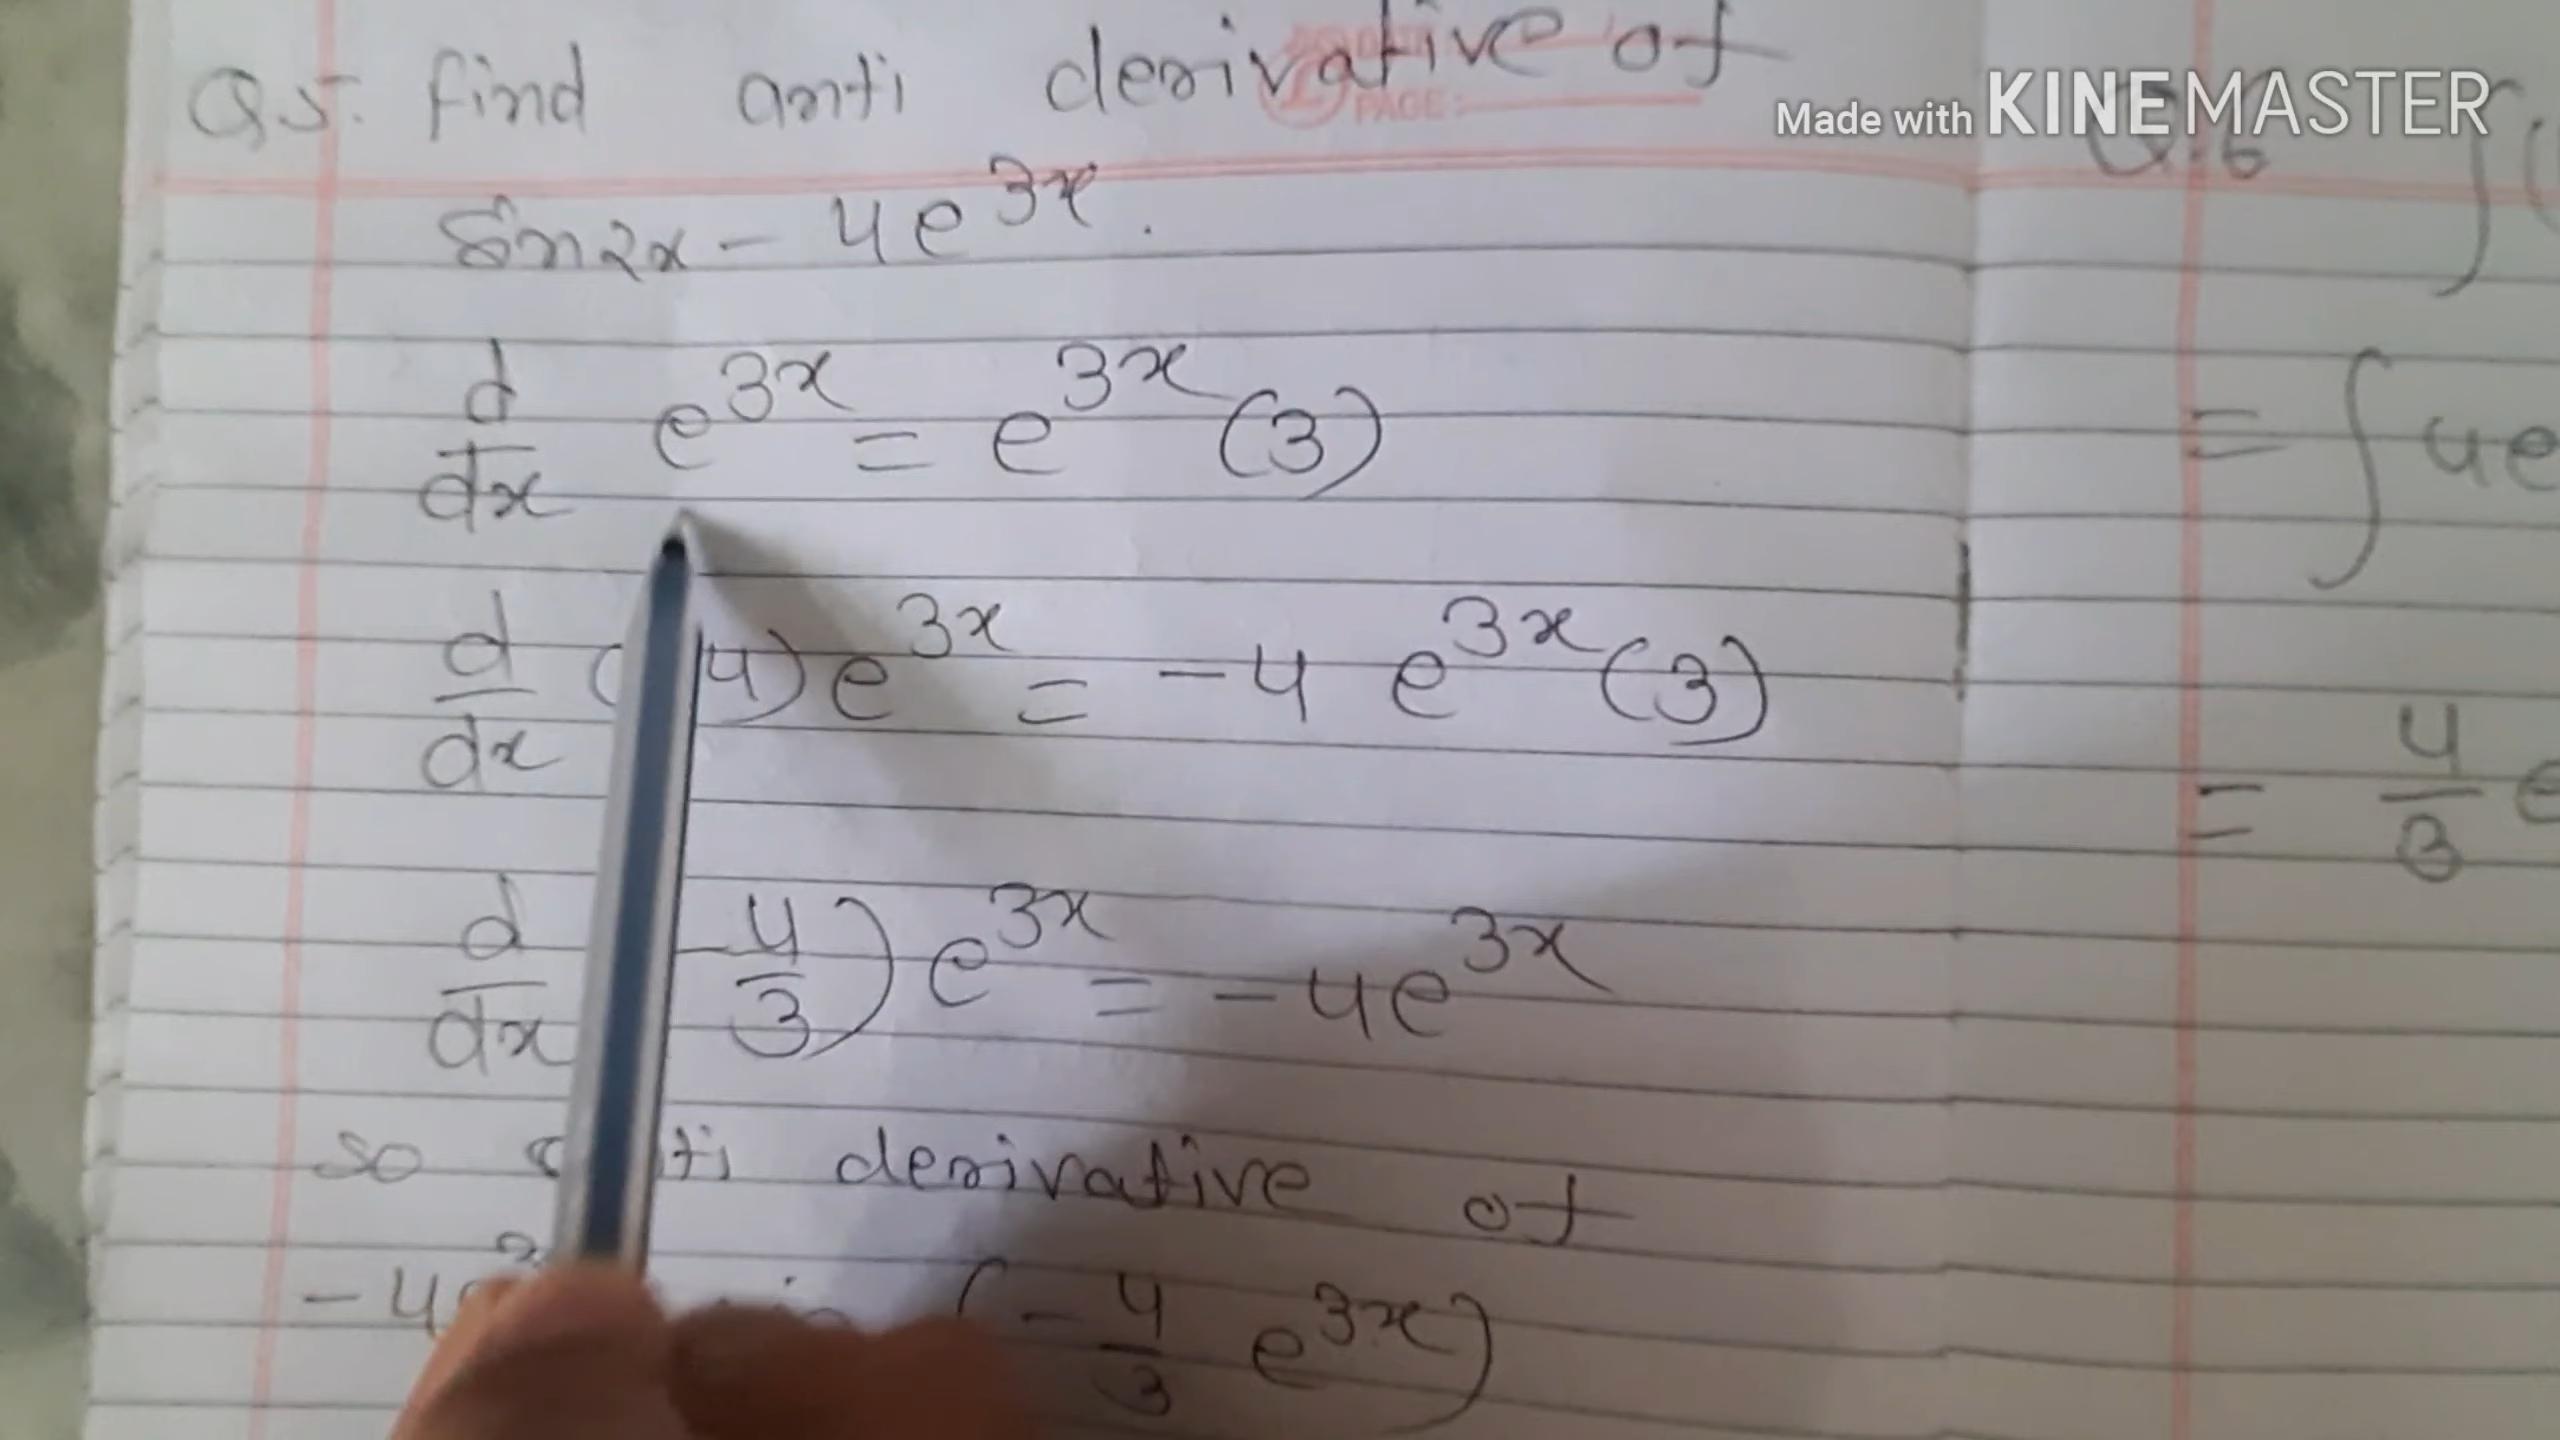 Made with KINEMASTER
Q5. find anti derivative of
PAGE:
sin2x - 4e^3x.
d/dx e^3x = e^3x (3)
d/dx ( 4) e^3x = -4 e^3x (3)
d/dx - 4/3) e^3x = -4e^3x
so ti derivative of
-4 (-4/3 e^3x)
Q.6 ∫(
= ∫4e
= 4/3 e